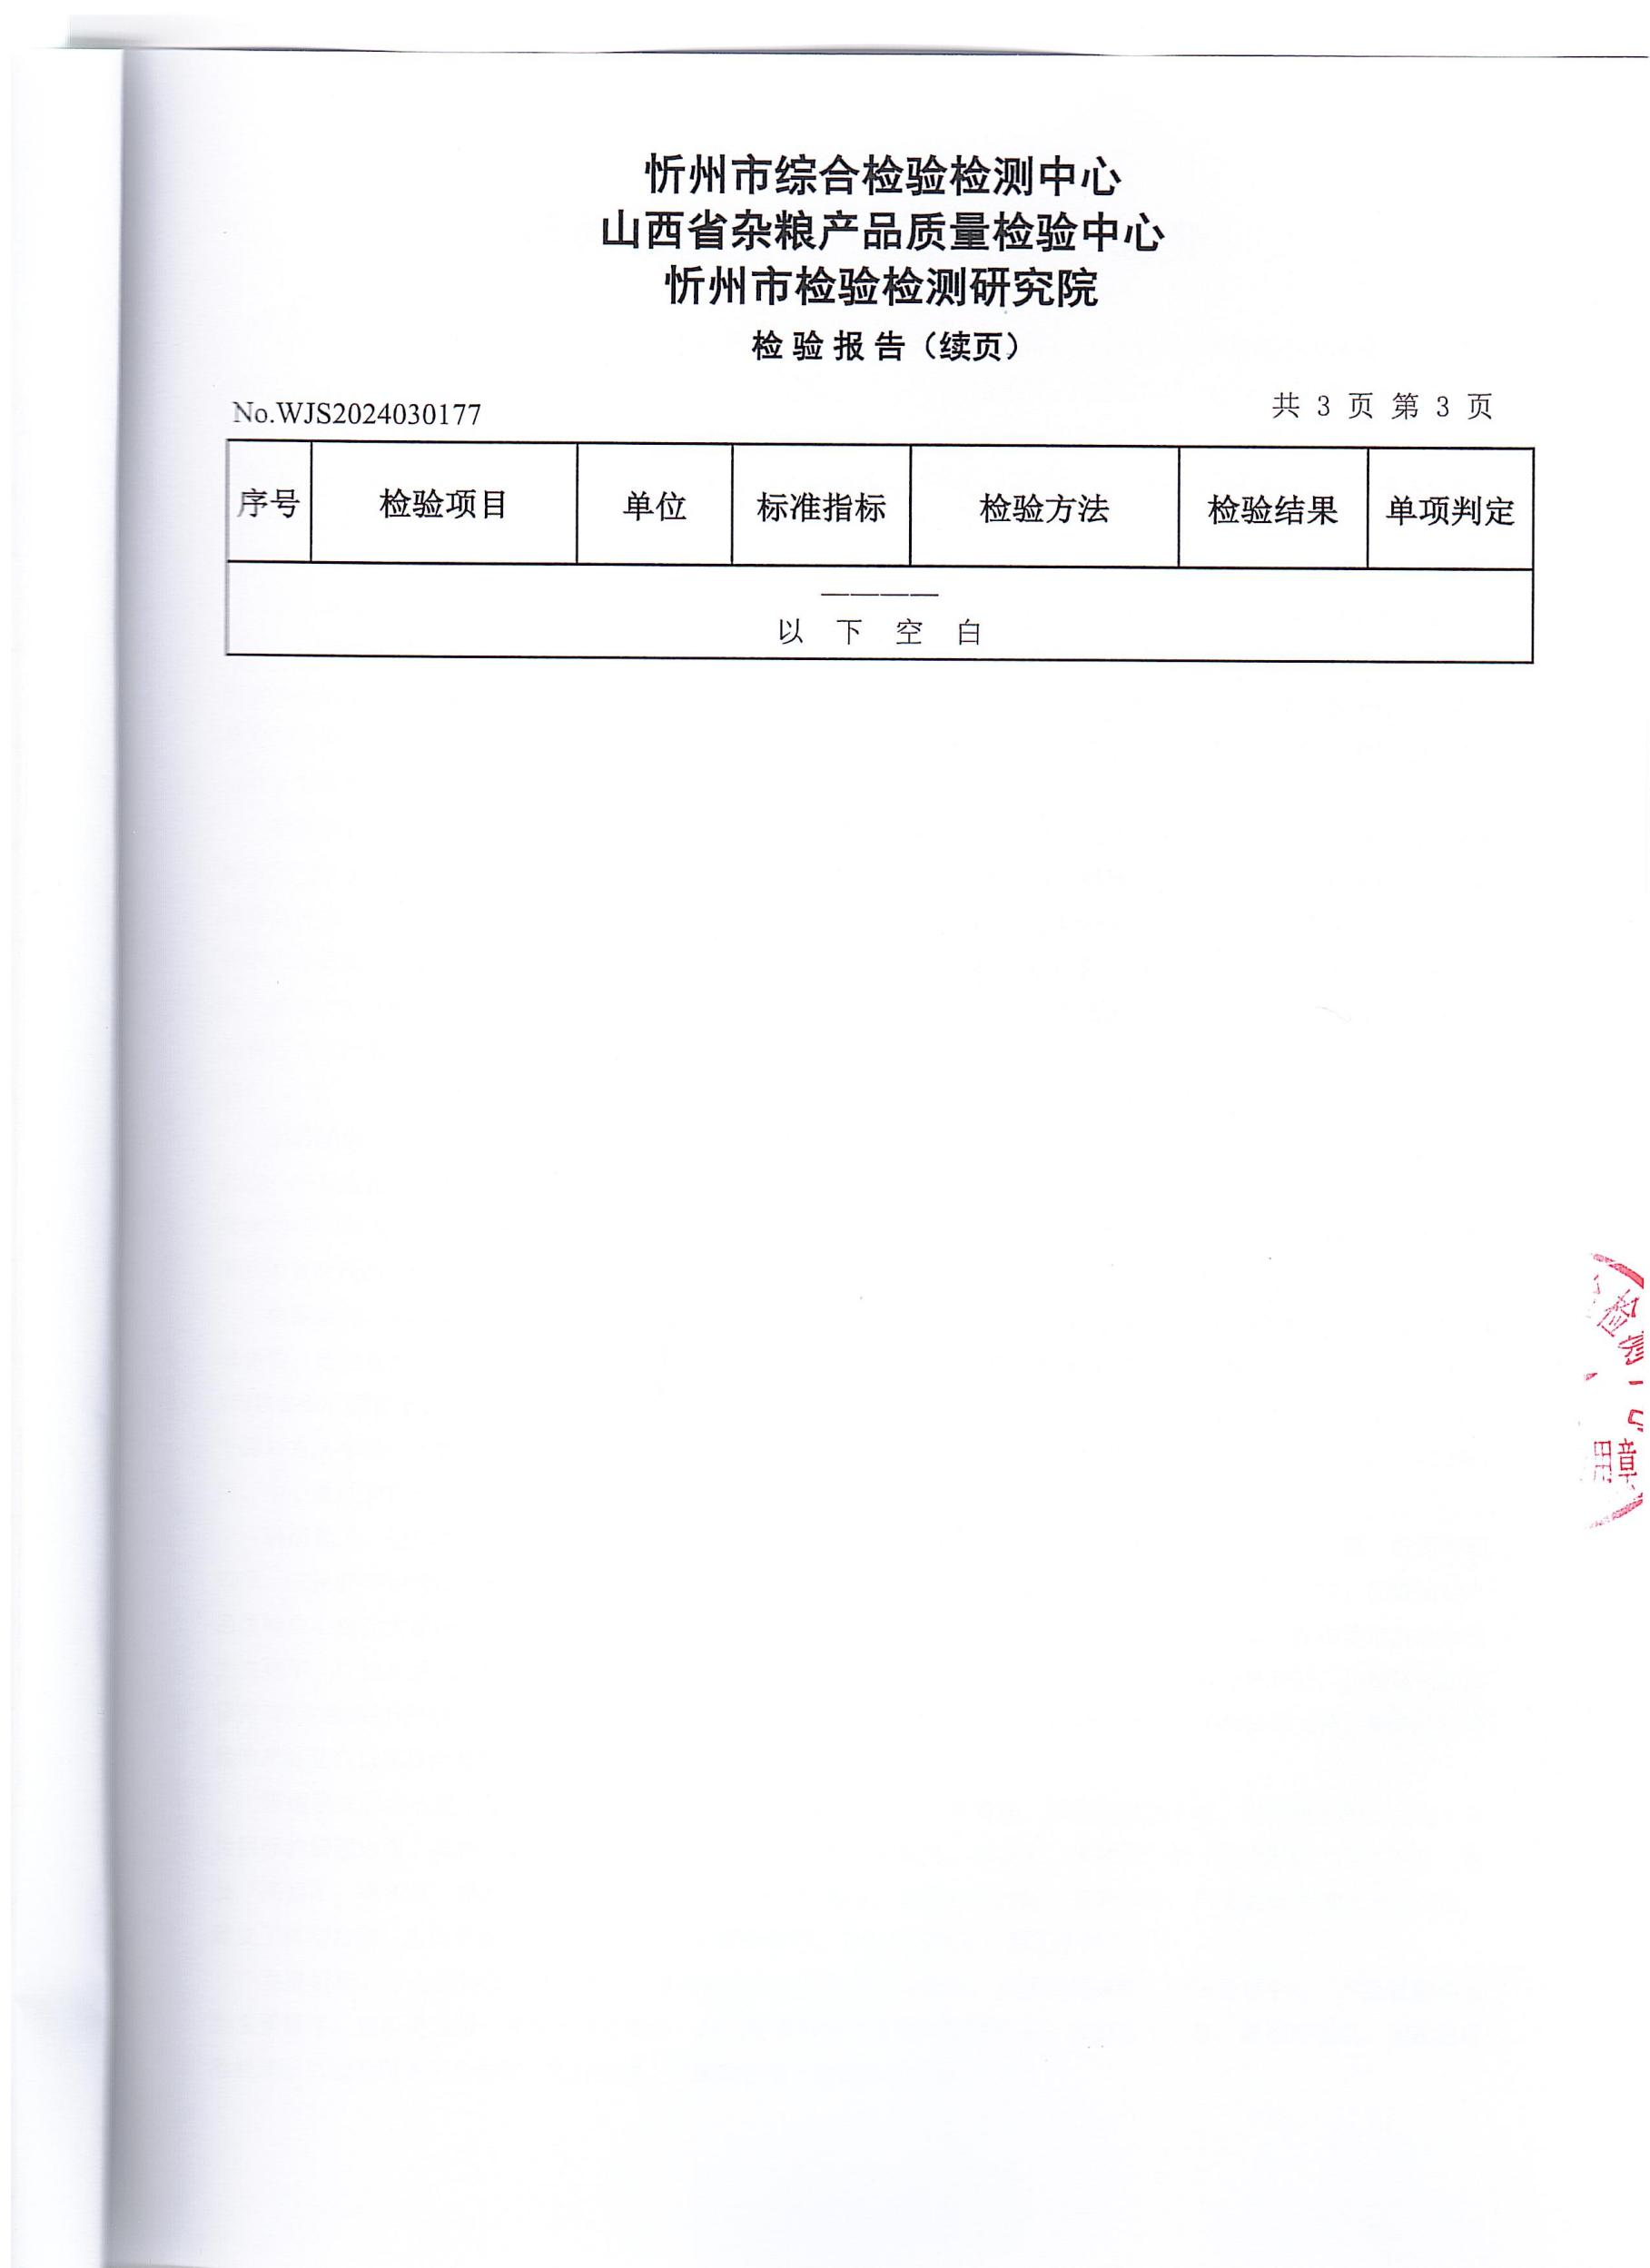 忻州市综合检验检测中心
山西省杂粮产品质量检验中心
忻州市检验检测研究院
检验报告（续页）
No.WJS2024030177
共 3 页 第 3 页
序号 检验项目 单位 标准指标 检验方法 检验结果 单项判定
————
以 下 空 白
检
用章